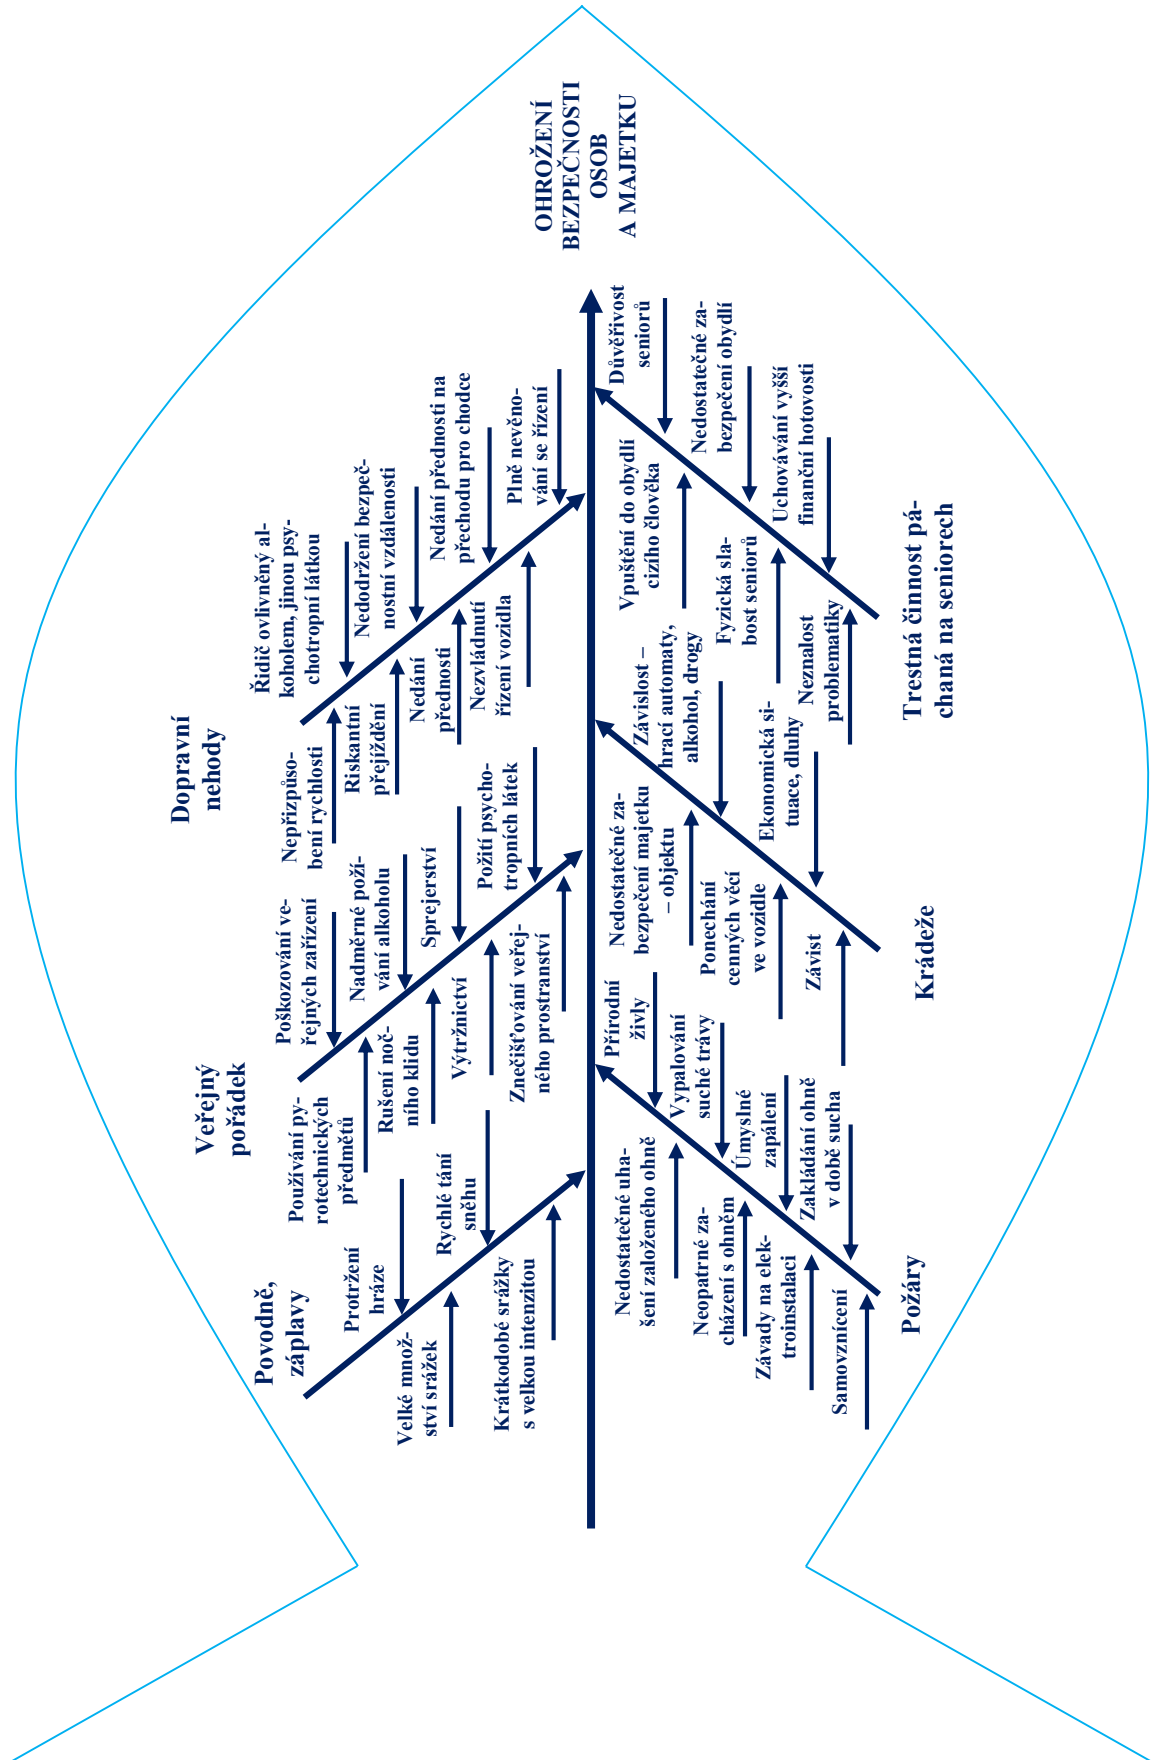 Povodně,
záplavy
Protržení
hráze
Rychlé tání
sněhu
Velké množ-
ství srážek
Krátkodobé srážky
s velkou intenzitou
Veřejný
pořádek
Poškozování ve-
řejných zařízení
Nadměrné poží-
vání alkoholu
Sprejerství
Požití psycho-
tropních látek
Používání py-
rotechnických
předmětů
Rušení noč-
ního klidu
Výtržnictví
Znečišťování veřej-
ného prostranství
Dopravní
nehody
Řidič ovlivněný al-
koholem, jinou psy-
chotropní látkou
Nedodržení bezpeč-
nostní vzdálenosti
Nedání přednosti na
přechodu pro chodce
Plně nevěno-
vání se řízení
Nepřizpůso-
bení rychlosti
Riskantní
přejíždění
Nedání
přednosti
Nezvládnutí
řízení vozidla
OHROŽENÍ
BEZPEČNOSTI
OSOB
A MAJETKU
Přírodní
živly
Vypalování
suché trávy
Úmyslné
zapálení
Zakládání ohně
v době sucha
Nedostatečné uha-
šení založeného ohně
Neopatrné za-
cházení s ohněm
Závady na elek-
troinstalaci
Samovznícení
Požáry
Závislost –
hrací automaty,
alkohol, drogy
Ekonomická si-
tuace, dluhy
Nedostatečné za-
bezpečení majetku
– objektu
Ponechání
cenných věcí
ve vozidle
Závist
Krádeže
Důvěřivost
seniorů
Nedostatečné za-
bezpečení obydlí
Uchovávání vyšší
finanční hotovosti
Vpuštění do obydlí
cizího člověka
Fyzická sla-
bost seniorů
Neznalost
problematiky
Trestná činnost pá-
chaná na seniorech